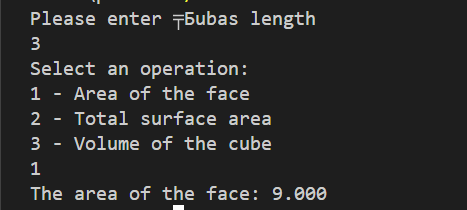 Please enter ╤Бubas length
3
Select an operation:
1 - Area of the face
2 - Total surface area
3 - Volume of the cube
1
The area of the face: 9.000